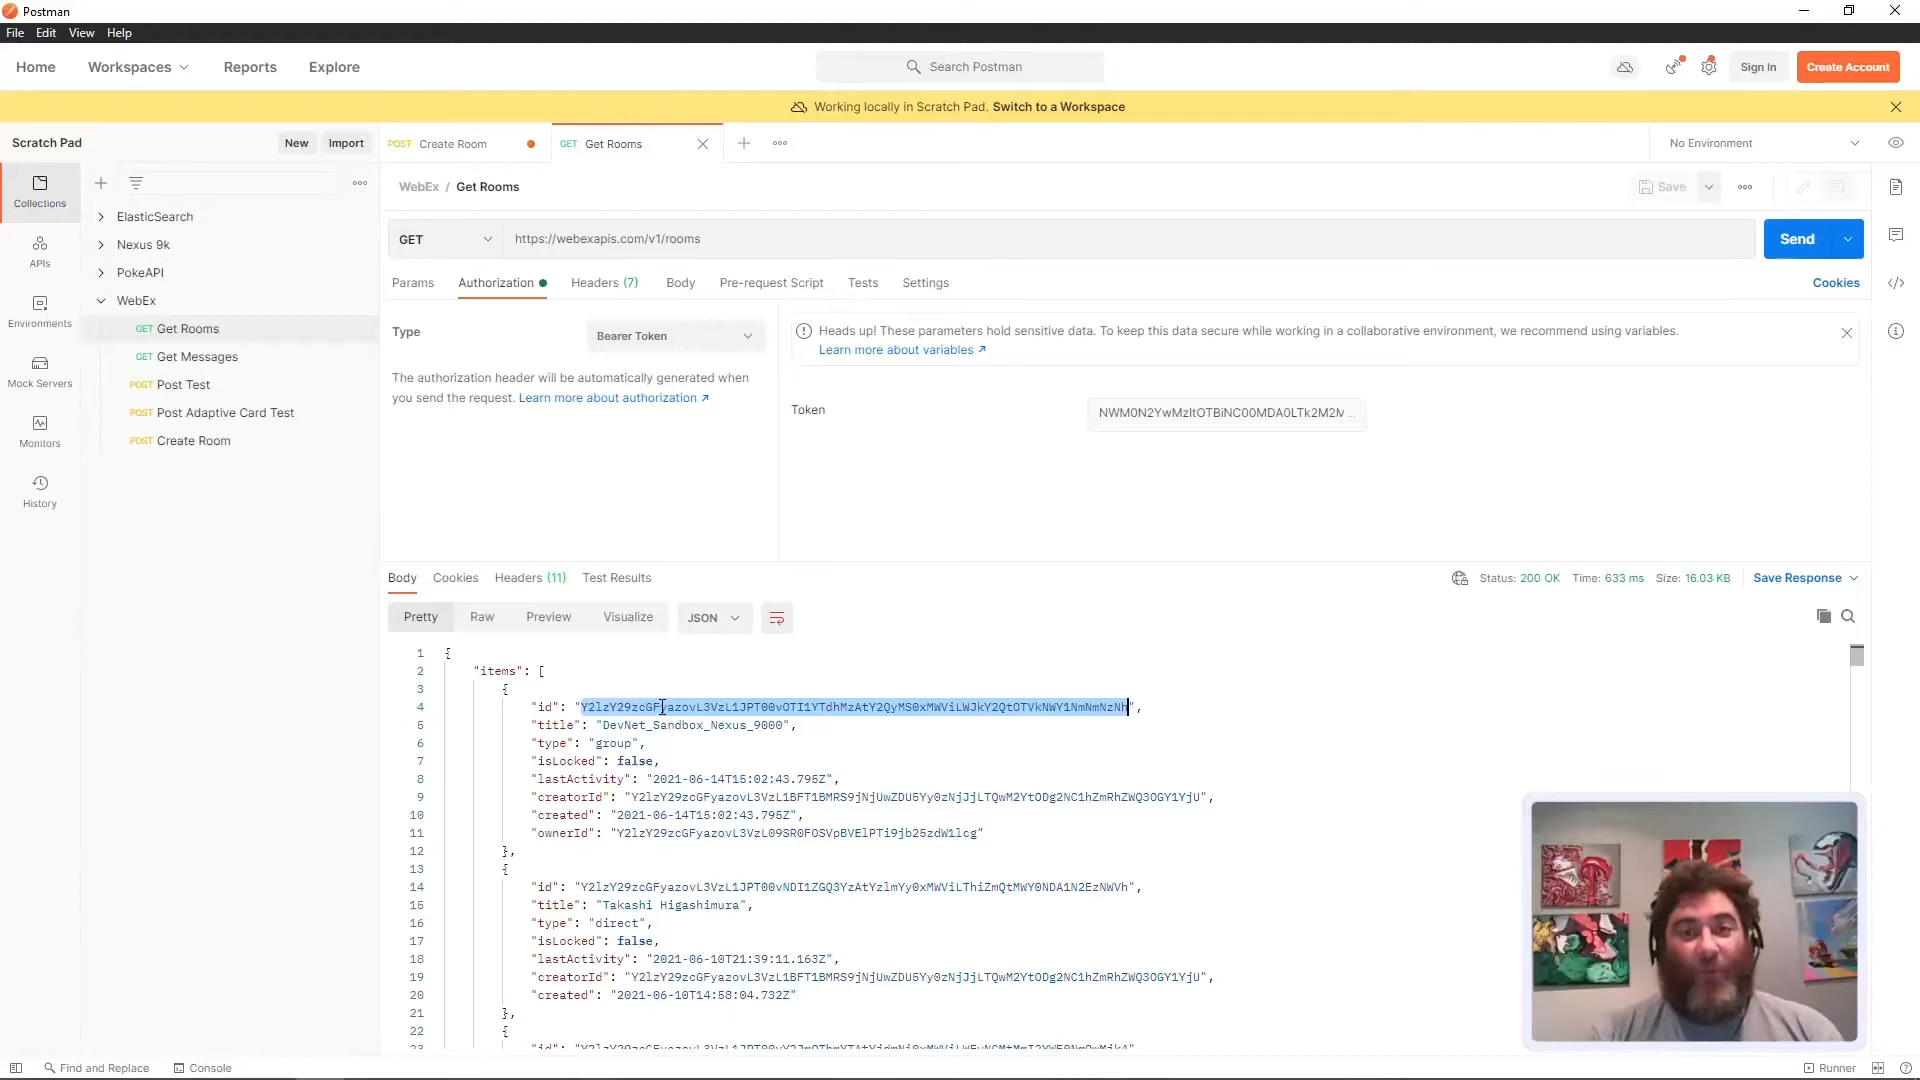 Postman
File Edit View Help
Home Workspaces Reports Explore Search Postman Sign In Create Account
Working locally in Scratch Pad. Switch to a Workspace
Scratch Pad New Import POST Create Room GET Get Rooms No Environment
Collections
APIs
Environments
Mock Servers
Monitors
History
ElasticSearch
Nexus 9k
PokeAPI
WebEx
GET Get Rooms
GET Get Messages
POST Post Test
POST Post Adaptive Card Test
POST Create Room
WebEx / Get Rooms Save
GET https://webexapis.com/v1/rooms Send
Params Authorization Headers (7) Body Pre-request Script Tests Settings Cookies
Type Bearer Token
The authorization header will be automatically generated when
you send the request. Learn more about authorization ↗
Heads up! These parameters hold sensitive data. To keep this data secure while working in a collaborative environment, we recommend using variables.
Learn more about variables ↗
Token
Body Cookies Headers (11) Test Results Status: 200 OK Time: 633 ms Size: 16.03 KB Save Response
Pretty Raw Preview Visualize JSON
1 {
2 "items": [
3 {
4 "id": "
5 "title": "DevNet_Sandbox_Nexus_9000",
6 "type": "group",
7 "isLocked": false,
8 "lastActivity": "2021-06-14T15:02:43.795Z",
9 "creatorId": "
10 "created": "2021-06-14T15:02:43.795Z",
11 "ownerId": "
12 },
13 {
14 "id": "
15 "title": "Takashi Higashimura",
16 "type": "direct",
17 "isLocked": false,
18 "lastActivity": "2021-06-10T21:39:11.163Z",
19 "creatorId": "
20 "created": "2021-06-10T14:58:04.732Z"
21 },
22 {
23
Find and Replace Console Runner